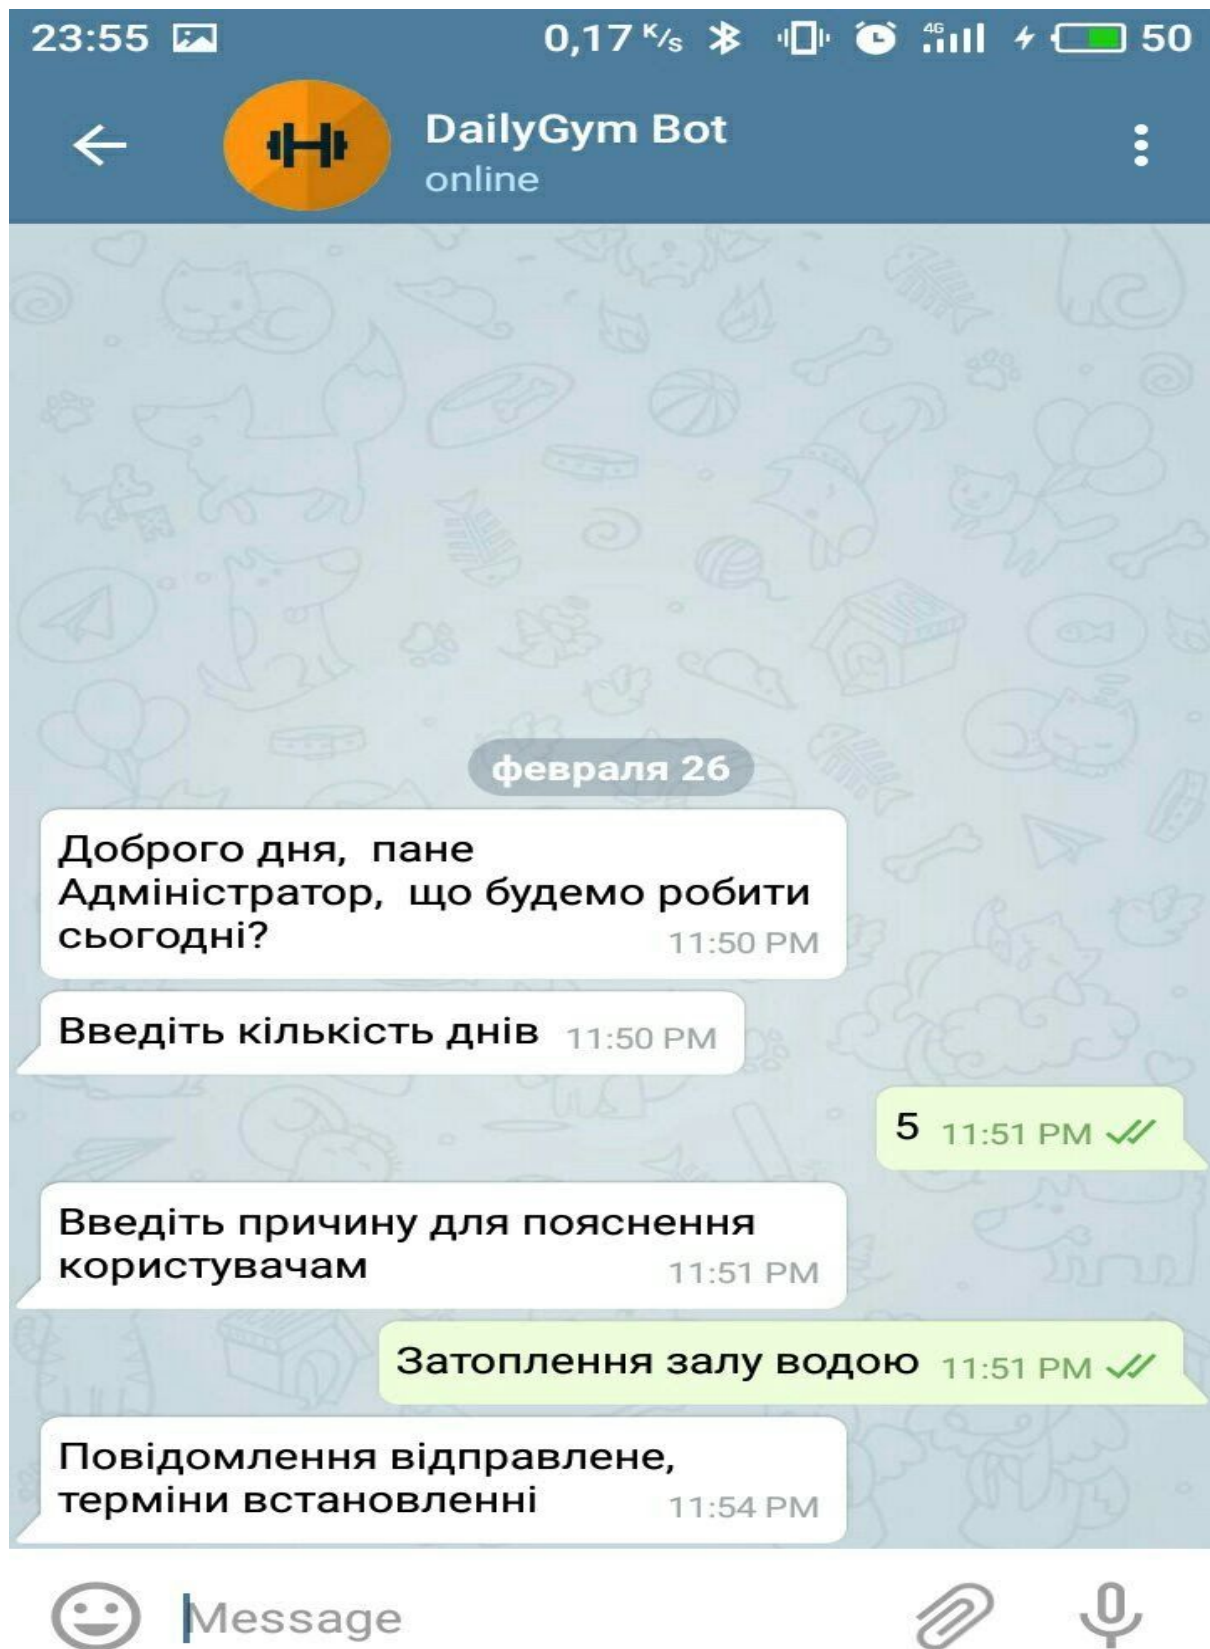 23:55 0,17 K/s 4G 50
DailyGym Bot
online
февраля 26
Доброго дня, пане
Адміністратор, що будемо робити
сьогодні? 11:50 PM
Введіть кількість днів 11:50 PM
5 11:51 PM
Введіть причину для пояснення
користувачам 11:51 PM
Затоплення залу водою 11:51 PM
Повідомлення відправлене,
терміни встановленні 11:54 PM
Message